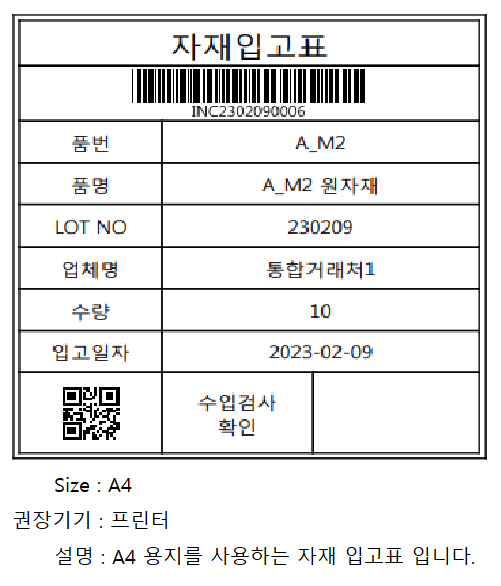 자재입고표
INC2302090006
품번 A_M2
품명 A_M2 원자재
LOT NO 230209
업체명 통합거래처1
수량 10
입고일자 2023-02-09
수입검사
확인
Size : A4
권장기기 : 프린터
설명 : A4 용지를 사용하는 자재 입고표 입니다.